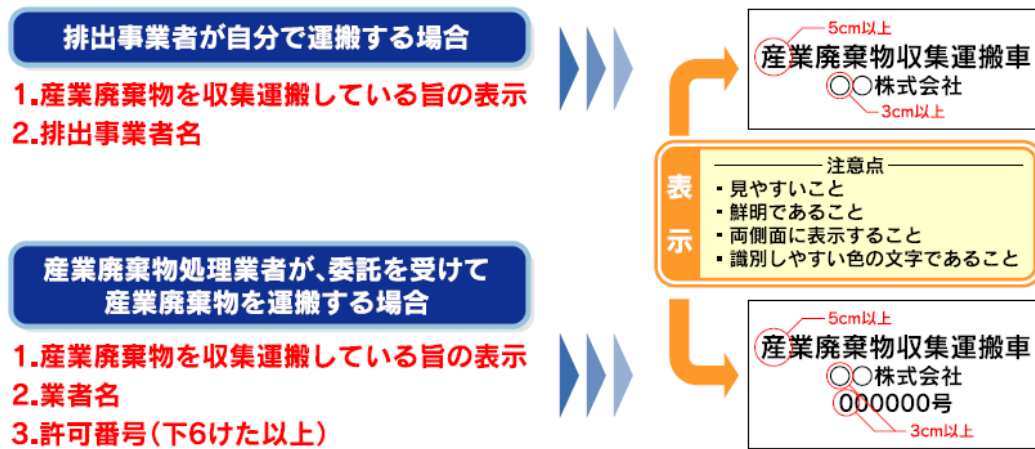 排出事業者が自分で運搬する場合
1.産業廃棄物を収集運搬している旨の表示
2.排出事業者名
5cm以上
産業廃棄物収集運搬車
○○株式会社
3cm以上
表示
注意点
・見やすいこと
・鮮明であること
・両側面に表示すること
・識別しやすい色の文字であること
産業廃棄物処理業者が、委託を受けて
産業廃棄物を運搬する場合
1.産業廃棄物を収集運搬している旨の表示
2.業者名
3.許可番号(下6けた以上)
5cm以上
産業廃棄物収集運搬車
○○株式会社
000000号
3cm以上